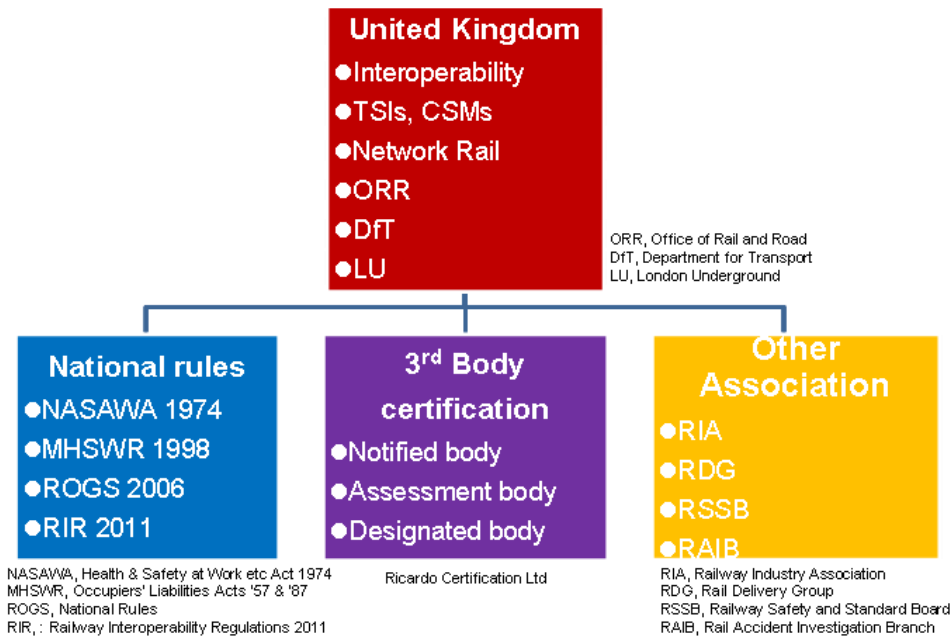 United Kingdom
●Interoperability
●TSIs, CSMs
●Network Rail
●ORR
●DfT
●LU
ORR, Office of Rail and Road
DfT, Department for Transport
LU, London Underground
National rules
●NASAWA 1974
●MHSWR 1998
●ROGS 2006
●RIR 2011
3rd Body
certification
●Notified body
●Assessment body
●Designated body
Other
Association
●RIA
●RDG
●RSSB
●RAIB
NASAWA, Health & Safety at Work etc Act 1974
MHSWR, Occupiers' Liabilities Acts '57 & '87
ROGS, National Rules
RIR, : Railway Interoperability Regulations 2011
Ricardo Certification Ltd
RIA, Railway Industry Association
RDG, Rail Delivery Group
RSSB, Railway Safety and Standard Board
RAIB, Rail Accident Investigation Branch